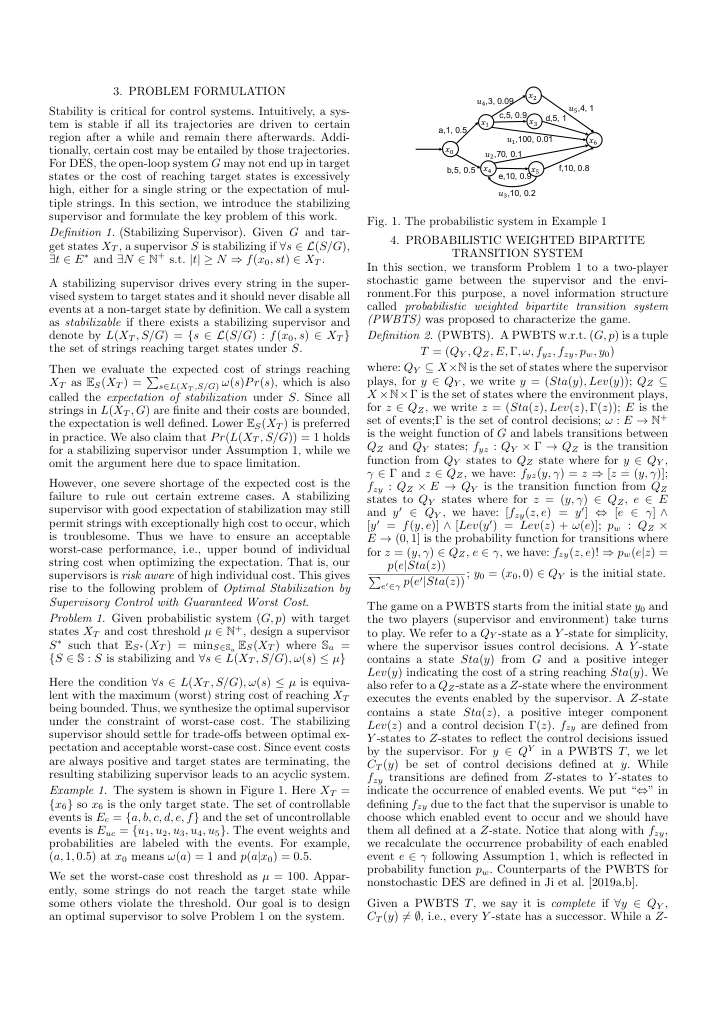 3. PROBLEM FORMULATION
Stability is critical for control systems. Intuitively, a sys-
tem is stable if all its trajectories are driven to certain
region after a while and remain there afterwards. Addi-
tionally, certain cost may be entailed by those trajectories.
For DES, the open-loop system G may not end up in target
states or the cost of reaching target states is excessively
high, either for a single string or the expectation of mul-
tiple strings. In this section, we introduce the stabilizing
supervisor and formulate the key problem of this work.
Definition 1. (Stabilizing Supervisor). Given G and tar-
get states X_T, a supervisor S is stabilizing if ∀s ∈ L(S/G),
∃t ∈ E* and ∃N ∈ ℕ⁺ s.t. |t| ≥ N ⇒ f(x₀, st) ∈ X_T.
A stabilizing supervisor drives every string in the super-
vised system to target states and it should never disable all
events at a non-target state by definition. We call a system
as stabilizable if there exists a stabilizing supervisor and
denote by L(X_T, S/G) = {s ∈ L(S/G) : f(x₀, s) ∈ X_T}
the set of strings reaching target states under S.
Then we evaluate the expected cost of strings reaching
X_T as 𝔼_S(X_T) = ∑_{s∈L(X_T,S/G)} ω(s)Pr(s), which is also
called the expectation of stabilization under S. Since all
strings in L(X_T, G) are finite and their costs are bounded,
the expectation is well defined. Lower 𝔼_S(X_T) is preferred
in practice. We also claim that Pr(L(X_T, S/G)) = 1 holds
for a stabilizing supervisor under Assumption 1, while we
omit the argument here due to space limitation.
However, one severe shortage of the expected cost is the
failure to rule out certain extreme cases. A stabilizing
supervisor with good expectation of stabilization may still
permit strings with exceptionally high cost to occur, which
is troublesome. Thus we have to ensure an acceptable
worst-case performance, i.e., upper bound of individual
string cost when optimizing the expectation. That is, our
supervisors is risk aware of high individual cost. This gives
rise to the following problem of Optimal Stabilization by
Supervisory Control with Guaranteed Worst Cost.
Problem 1. Given probabilistic system (G, p) with target
states X_T and cost threshold μ ∈ ℕ⁺, design a supervisor
S* such that 𝔼_{S*}(X_T) = min_{S∈𝕊_a} 𝔼_S(X_T) where 𝕊_a =
{S ∈ 𝕊 : S is stabilizing and ∀s ∈ L(X_T, S/G), ω(s) ≤ μ}
Here the condition ∀s ∈ L(X_T, S/G), ω(s) ≤ μ is equiva-
lent with the maximum (worst) string cost of reaching X_T
being bounded. Thus, we synthesize the optimal supervisor
under the constraint of worst-case cost. The stabilizing
supervisor should settle for trade-offs between optimal ex-
pectation and acceptable worst-case cost. Since event costs
are always positive and target states are terminating, the
resulting stabilizing supervisor leads to an acyclic system.
Example 1. The system is shown in Figure 1. Here X_T =
{x₆} so x₆ is the only target state. The set of controllable
events is E_c = {a, b, c, d, e, f} and the set of uncontrollable
events is E_uc = {u₁, u₂, u₃, u₄, u₅}. The event weights and
probabilities are labeled with the events. For example,
(a, 1, 0.5) at x₀ means ω(a) = 1 and p(a|x₀) = 0.5.
We set the worst-case cost threshold as μ = 100. Appar-
ently, some strings do not reach the target state while
some others violate the threshold. Our goal is to design
an optimal supervisor to solve Problem 1 on the system.
x₂
u₄,3, 0.09
u₅,4, 1
c,5, 0.9
d,5, 1
x₁
x₃
a,1, 0.5
u₁,100, 0.01
x₆
x₀
u₂,70, 0.1
b,5, 0.5
x₄
x₅
f,10, 0.8
e,10, 0.9
u₃,10, 0.2
Fig. 1. The probabilistic system in Example 1
4. PROBABILISTIC WEIGHTED BIPARTITE
TRANSITION SYSTEM
In this section, we transform Problem 1 to a two-player
stochastic game between the supervisor and the envi-
ronment.For this purpose, a novel information structure
called probabilistic weighted bipartite transition system
(PWBTS) was proposed to characterize the game.
Definition 2. (PWBTS). A PWBTS w.r.t. (G, p) is a tuple
T = (Q_Y, Q_Z, E, Γ, ω, f_yz, f_zy, p_w, y₀)
where: Q_Y ⊆ X×ℕ is the set of states where the supervisor
plays, for y ∈ Q_Y, we write y = (Sta(y), Lev(y)); Q_Z ⊆
X×ℕ×Γ is the set of states where the environment plays,
for z ∈ Q_Z, we write z = (Sta(z), Lev(z), Γ(z)); E is the
set of events;Γ is the set of control decisions; ω : E → ℕ⁺
is the weight function of G and labels transitions between
Q_Z and Q_Y states; f_yz : Q_Y × Γ → Q_Z is the transition
function from Q_Y states to Q_Z state where for y ∈ Q_Y,
γ ∈ Γ and z ∈ Q_Z, we have: f_yz(y, γ) = z ⇒ [z = (y, γ)];
f_zy : Q_Z × E → Q_Y is the transition function from Q_Z
states to Q_Y states where for z = (y, γ) ∈ Q_Z, e ∈ E
and y′ ∈ Q_Y, we have: [f_zy(z, e) = y′] ⇔ [e ∈ γ] ∧
[y′ = f(y, e)] ∧ [Lev(y′) = Lev(z) + ω(e)]; p_w : Q_Z ×
E → (0, 1] is the probability function for transitions where
for z = (y, γ) ∈ Q_Z, e ∈ γ, we have: f_zy(z, e)! ⇒ p_w(e|z) =
p(e|Sta(z)) / ∑_{e′∈γ} p(e′|Sta(z)); y₀ = (x₀, 0) ∈ Q_Y is the initial state.
The game on a PWBTS starts from the initial state y₀ and
the two players (supervisor and environment) take turns
to play. We refer to a Q_Y-state as a Y-state for simplicity,
where the supervisor issues control decisions. A Y-state
contains a state Sta(y) from G and a positive integer
Lev(y) indicating the cost of a string reaching Sta(y). We
also refer to a Q_Z-state as a Z-state where the environment
executes the events enabled by the supervisor. A Z-state
contains a state Sta(z), a positive integer component
Lev(z) and a control decision Γ(z). f_yz are defined from
Y-states to Z-states to reflect the control decisions issued
by the supervisor. For y ∈ Q^Y in a PWBTS T, we let
C_T(y) be set of control decisions defined at y. While
f_zy transitions are defined from Z-states to Y-states to
indicate the occurrence of enabled events. We put “⇔” in
defining f_zy due to the fact that the supervisor is unable to
choose which enabled event to occur and we should have
them all defined at a Z-state. Notice that along with f_zy,
we recalculate the occurrence probability of each enabled
event e ∈ γ following Assumption 1, which is reflected in
probability function p_w. Counterparts of the PWBTS for
nonstochastic DES are defined in Ji et al. [2019a,b].
Given a PWBTS T, we say it is complete if ∀y ∈ Q_Y,
C_T(y) ≠ ∅, i.e., every Y-state has a successor. While a Z-